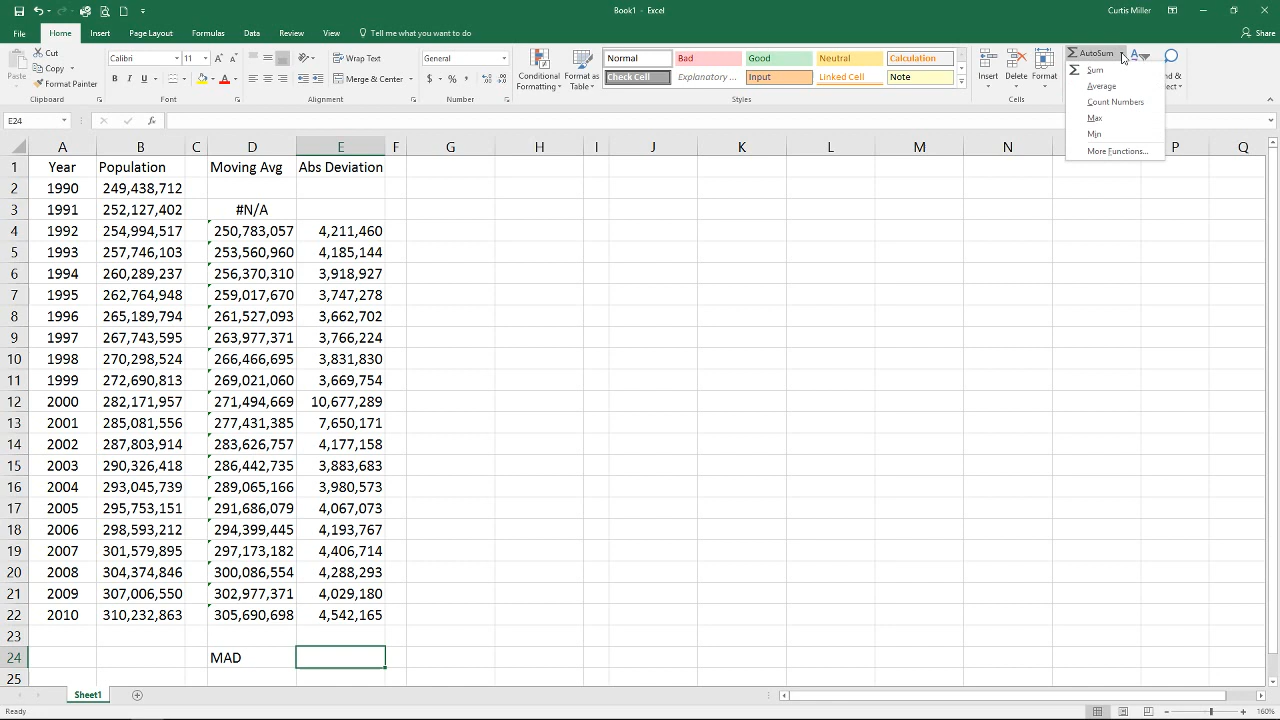 Book1 - Excel
Curtis Miller
File Home Insert Page Layout Formulas Data Review View Tell me what you want to do Share
Cut
Copy
Format Painter
Paste
Clipboard
Calibri 11
B I U
Font
Wrap Text
Merge & Center
Alignment
General
$ % ,
Number
Conditional Formatting
Format as Table
Normal Bad Good Neutral Calculation
Check Cell Explanatory ... Input Linked Cell Note
Styles
Insert Delete Format
Cells
AutoSum
Sum
Average
Count Numbers
Max
Min
More Functions...
E24 fx
A B C D E F G H I J K L M N P Q
1 Year Population Moving Avg Abs Deviation
2 1990 249,438,712
3 1991 252,127,402 #N/A
4 1992 254,994,517 250,783,057 4,211,460
5 1993 257,746,103 253,560,960 4,185,144
6 1994 260,289,237 256,370,310 3,918,927
7 1995 262,764,948 259,017,670 3,747,278
8 1996 265,189,794 261,527,093 3,662,702
9 1997 267,743,595 263,977,371 3,766,224
10 1998 270,298,524 266,466,695 3,831,830
11 1999 272,690,813 269,021,060 3,669,754
12 2000 282,171,957 271,494,669 10,677,289
13 2001 285,081,556 277,431,385 7,650,171
14 2002 287,803,914 283,626,757 4,177,158
15 2003 290,326,418 286,442,735 3,883,683
16 2004 293,045,739 289,065,166 3,980,573
17 2005 295,753,151 291,686,079 4,067,073
18 2006 298,593,212 294,399,445 4,193,767
19 2007 301,579,895 297,173,182 4,406,714
20 2008 304,374,846 300,086,554 4,288,293
21 2009 307,006,550 302,977,371 4,029,180
22 2010 310,232,863 305,690,698 4,542,165
23
24 MAD
25
Sheet1
Ready
160%